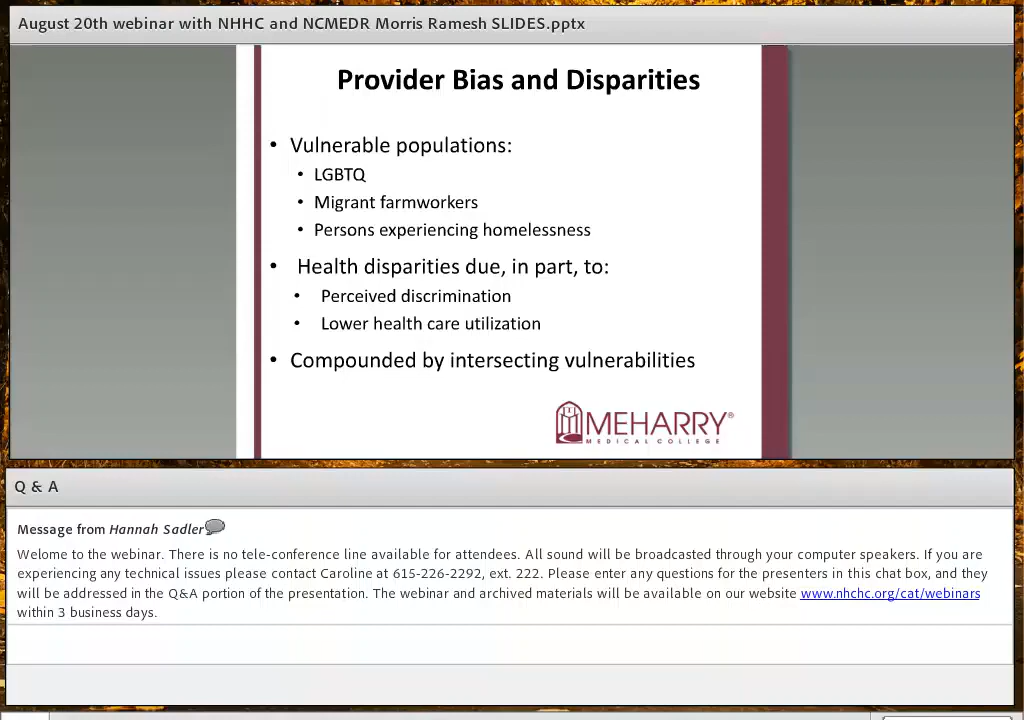 August 20th webinar with NHHC and NCMEDR Morris Ramesh SLIDES.pptx
Provider Bias and Disparities
• Vulnerable populations:
• LGBTQ
• Migrant farmworkers
• Persons experiencing homelessness
• Health disparities due, in part, to:
• Perceived discrimination
• Lower health care utilization
• Compounded by intersecting vulnerabilities
MEHARRY®
MEDICAL COLLEGE
Q & A
Message from Hannah Sadler
Welome to the webinar. There is no tele-conference line available for attendees. All sound will be broadcasted through your computer speakers. If you are
experiencing any technical issues please contact Caroline at 615-226-2292, ext. 222. Please enter any questions for the presenters in this chat box, and they
will be addressed in the Q&A portion of the presentation. The webinar and archived materials will be available on our website www.nhchc.org/cat/webinars
within 3 business days.